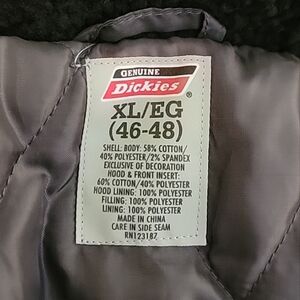 GENUINE
Dickies
XL/EG
(46-48)
SHELL: BODY: 58% COTTON/
40% POLYESTER/2% SPANDEX
EXCLUSIVE OF DECORATION
HOOD & FRONT INSERT:
60% COTTON/40% POLYESTER
HOOD LINING: 100% POLYESTER
FILLING: 100% POLYESTER
LINING: 100% POLYESTER
MADE IN CHINA
CARE IN SIDE SEAM
RN123187